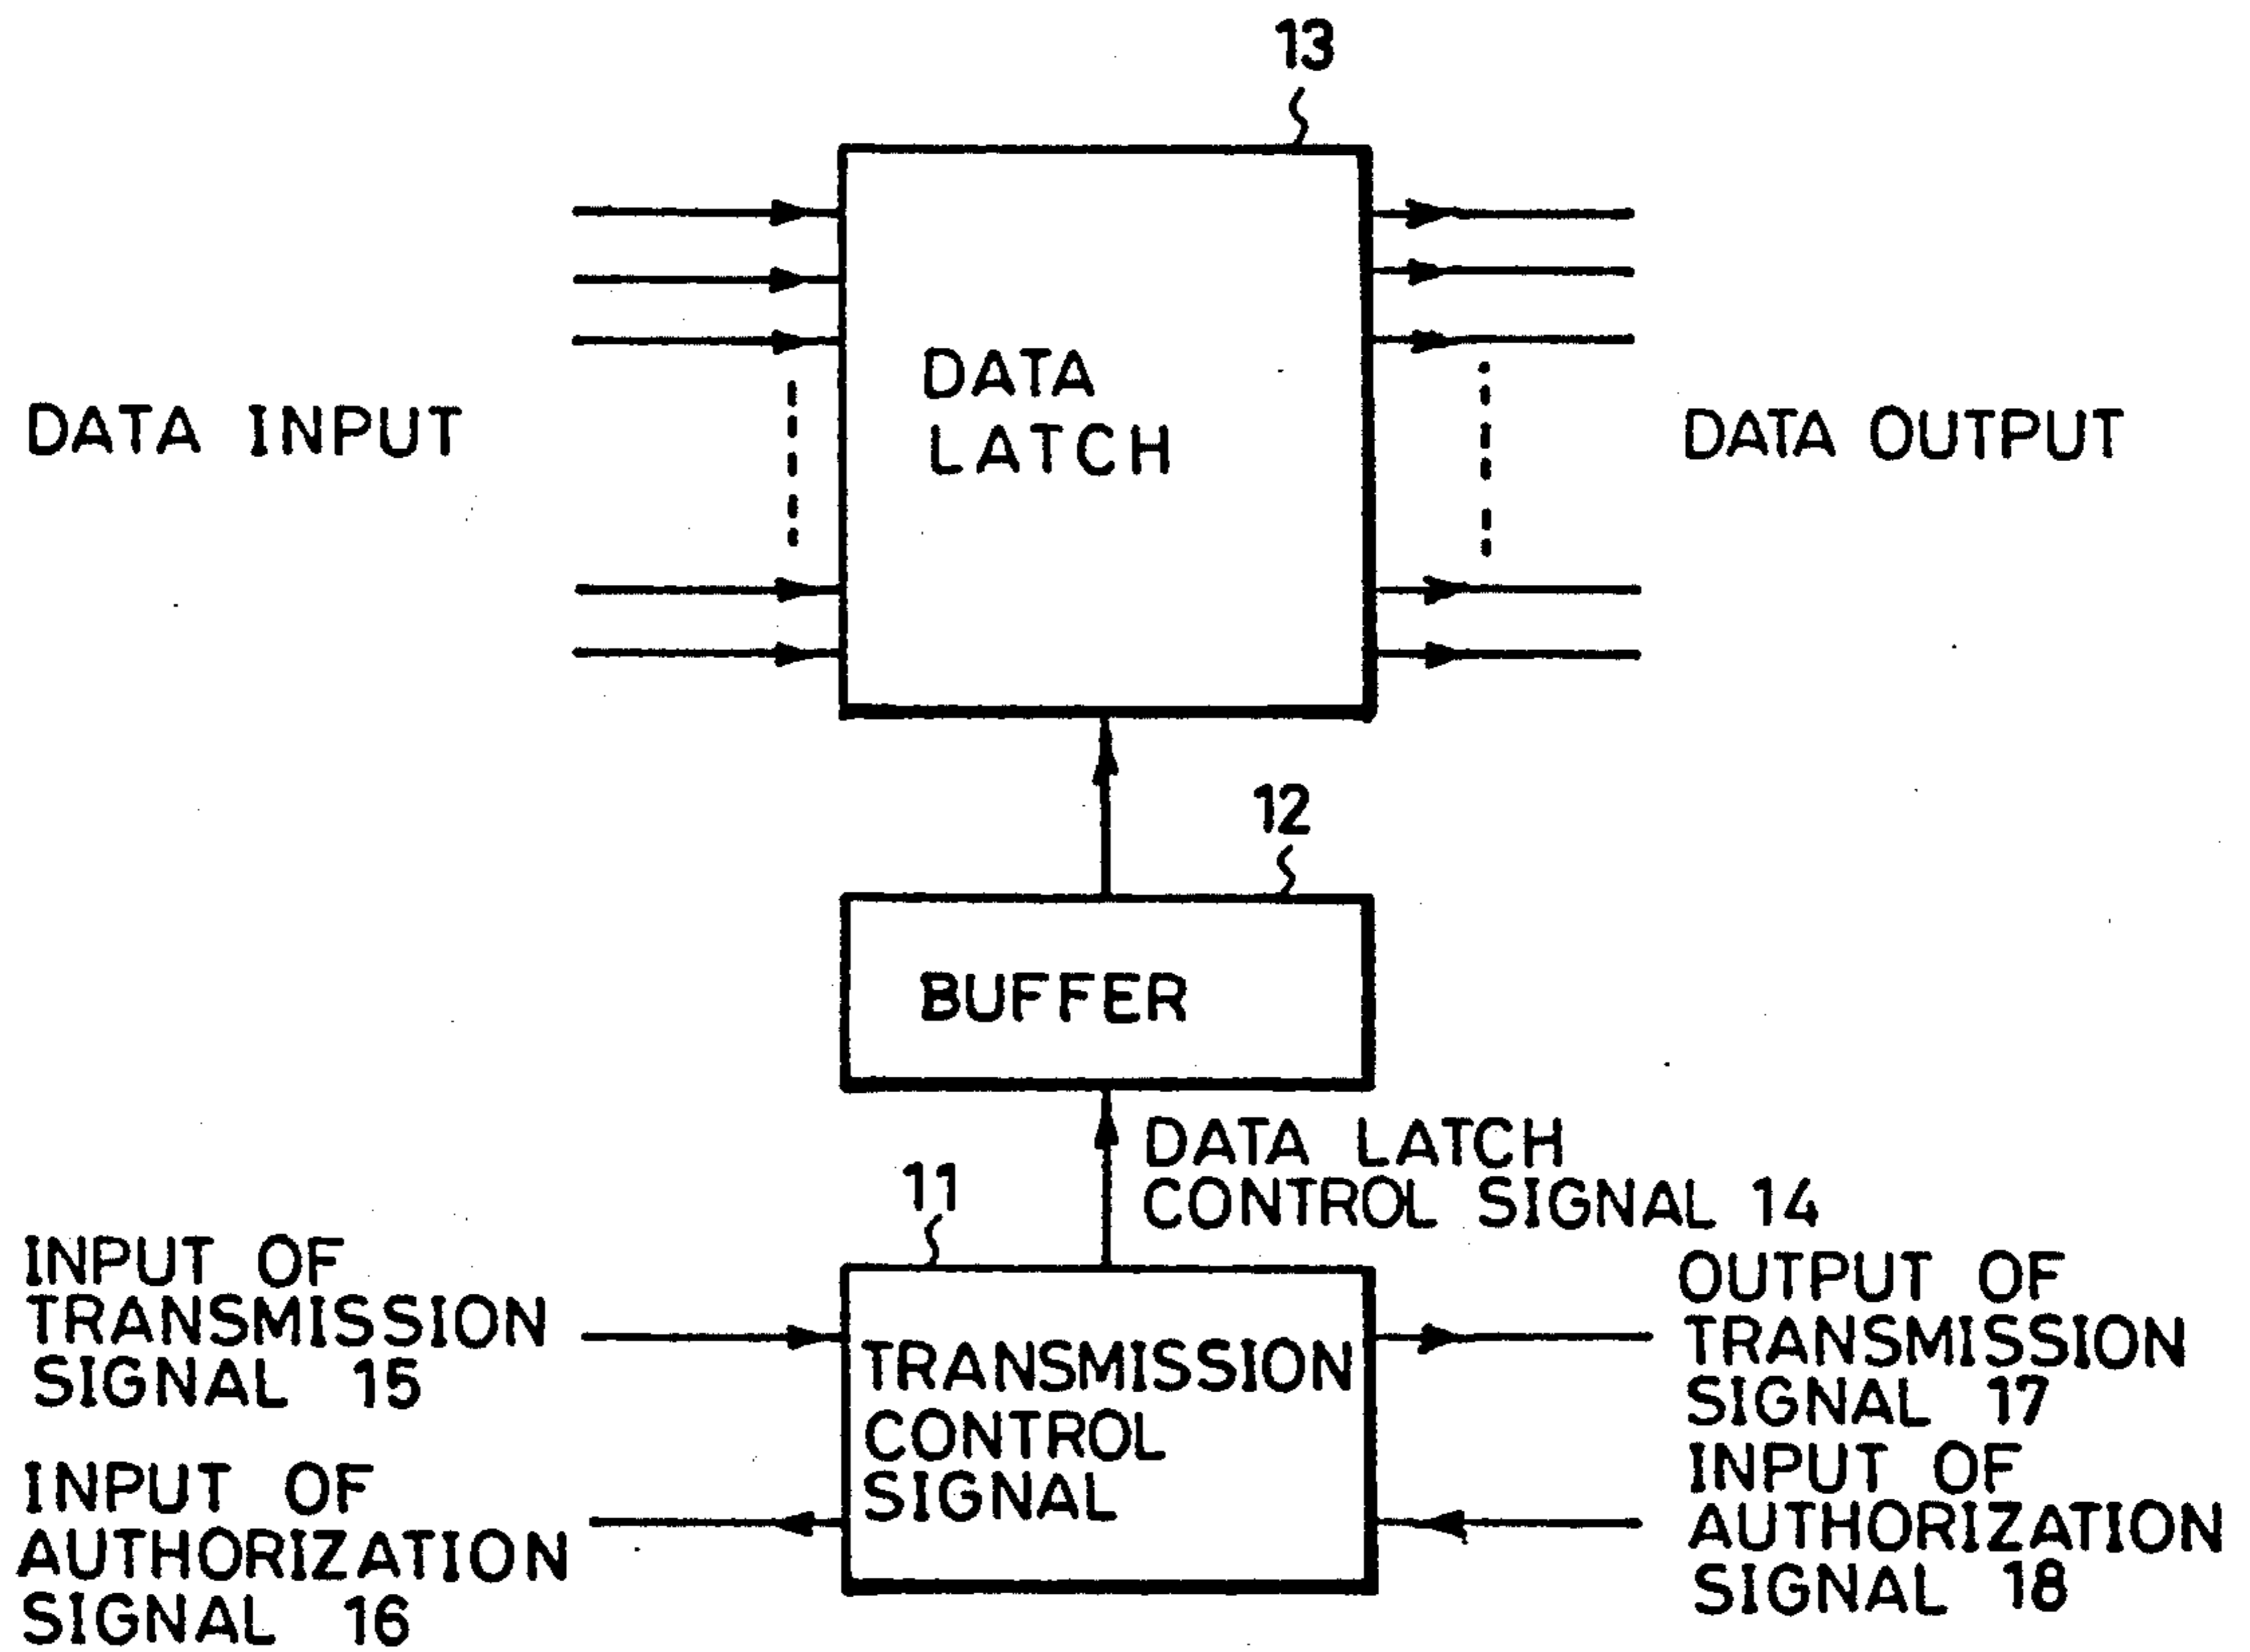 13
DATA INPUT
DATA
LATCH
DATA OUTPUT
12
BUFFER
DATA LATCH
CONTROL SIGNAL 14
11
INPUT OF
TRANSMISSION
SIGNAL 15
INPUT OF
AUTHORIZATION
SIGNAL 16
TRANSMISSION
CONTROL
SIGNAL
OUTPUT OF
TRANSMISSION
SIGNAL 17
INPUT OF
AUTHORIZATION
SIGNAL 18